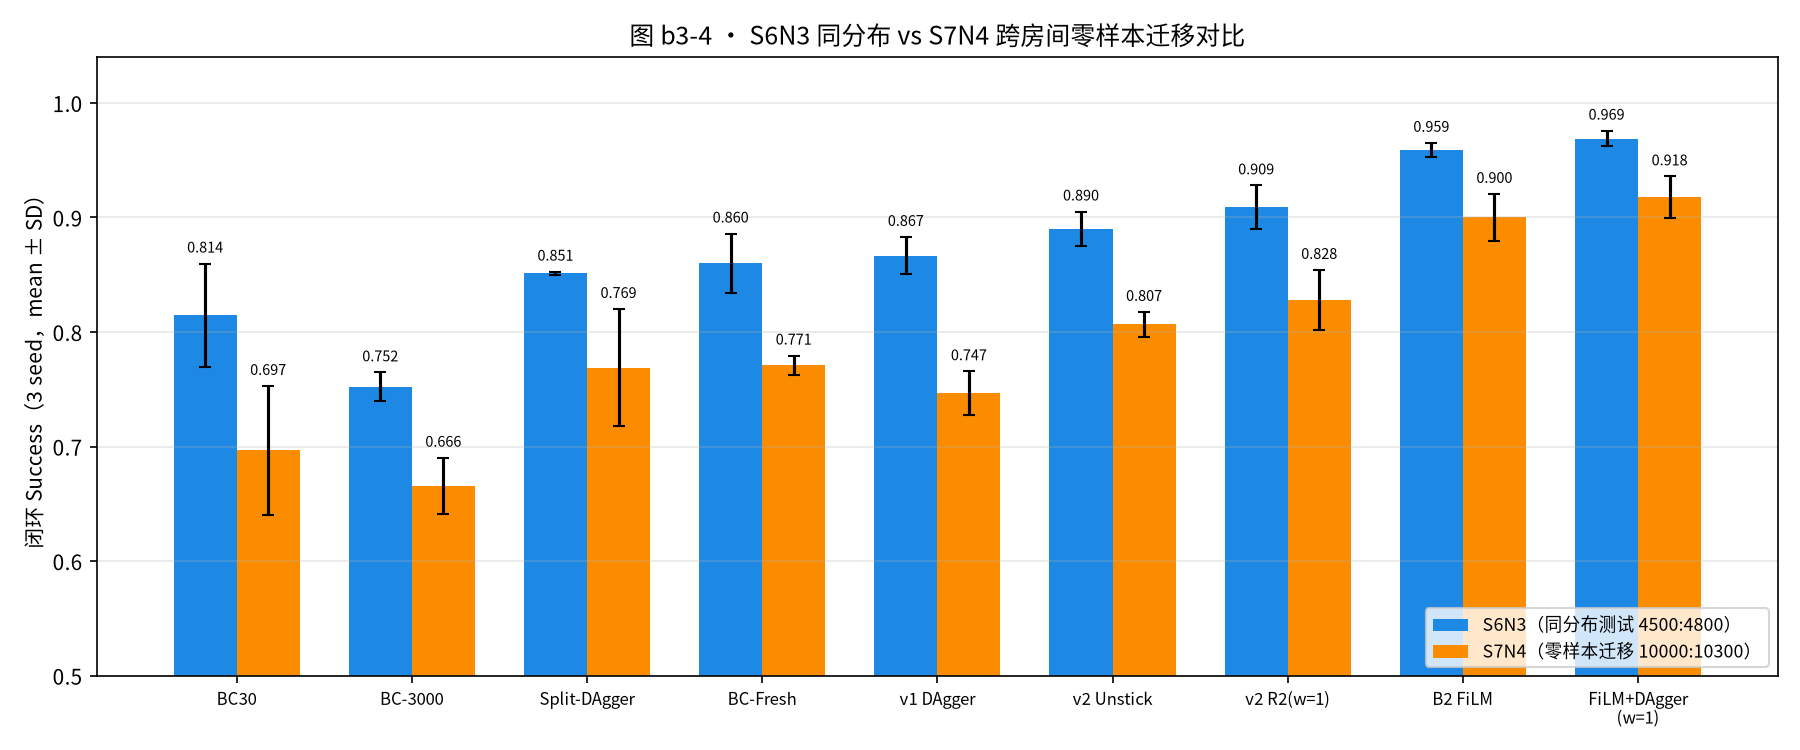 图 b3-4 · S6N3 同分布 vs S7N4 跨房间零样本迁移对比
闭环 Success（3 seed，mean ± SD）
1.0
0.9
0.8
0.7
0.6
0.5
0.814
0.697
0.752
0.666
0.851
0.769
0.860
0.771
0.867
0.747
0.890
0.807
0.909
0.828
0.959
0.900
0.969
0.918
S6N3（同分布测试 4500:4800）
S7N4（零样本迁移 10000:10300）
BC30
BC-3000
Split-DAgger
BC-Fresh
v1 DAgger
v2 Unstick
v2 R2(w=1)
B2 FiLM
FiLM+DAgger
(w=1)